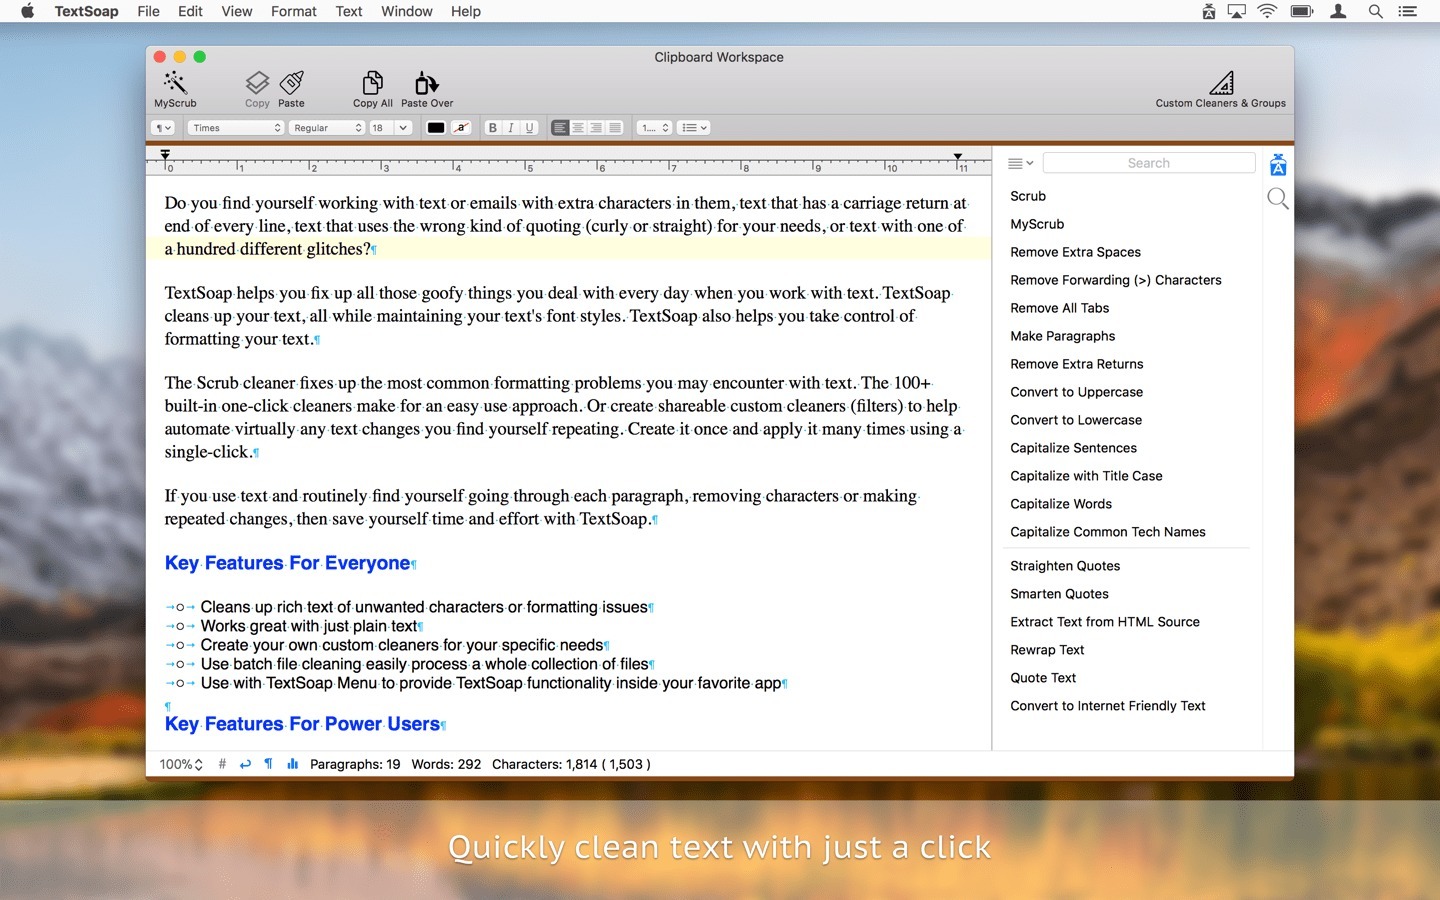 TextSoap File Edit View Format Text Window Help
Clipboard Workspace
MyScrub Copy Paste Copy All Paste Over Custom Cleaners & Groups
¶ Times Regular 18 a B I U 1....
0 1 2 3 4 5 6 7 8 9 10 11
Search
Do you find yourself working with text or emails with extra characters in them, text that has a carriage return at
end of every line, text that uses the wrong kind of quoting (curly or straight) for your needs, or text with one of
a hundred different glitches?¶
TextSoap helps you fix up all those goofy things you deal with every day when you work with text. TextSoap
cleans up your text, all while maintaining your text's font styles. TextSoap also helps you take control of
formatting your text.¶
The Scrub cleaner fixes up the most common formatting problems you may encounter with text. The 100+
built-in one-click cleaners make for an easy use approach. Or create shareable custom cleaners (filters) to help
automate virtually any text changes you find yourself repeating. Create it once and apply it many times using a
single-click.¶
If you use text and routinely find yourself going through each paragraph, removing characters or making
repeated changes, then save yourself time and effort with TextSoap.¶
Key Features For Everyone¶
→○→ Cleans up rich text of unwanted characters or formatting issues¶
→○→ Works great with just plain text¶
→○→ Create your own custom cleaners for your specific needs¶
→○→ Use batch file cleaning easily process a whole collection of files¶
→○→ Use with TextSoap Menu to provide TextSoap functionality inside your favorite app¶
¶
Key Features For Power Users¶
Scrub
MyScrub
Remove Extra Spaces
Remove Forwarding (>) Characters
Remove All Tabs
Make Paragraphs
Remove Extra Returns
Convert to Uppercase
Convert to Lowercase
Capitalize Sentences
Capitalize with Title Case
Capitalize Words
Capitalize Common Tech Names
Straighten Quotes
Smarten Quotes
Extract Text from HTML Source
Rewrap Text
Quote Text
Convert to Internet Friendly Text
100% # ↩ ¶ Paragraphs: 19 Words: 292 Characters: 1,814 ( 1,503 )
Quickly clean text with just a click